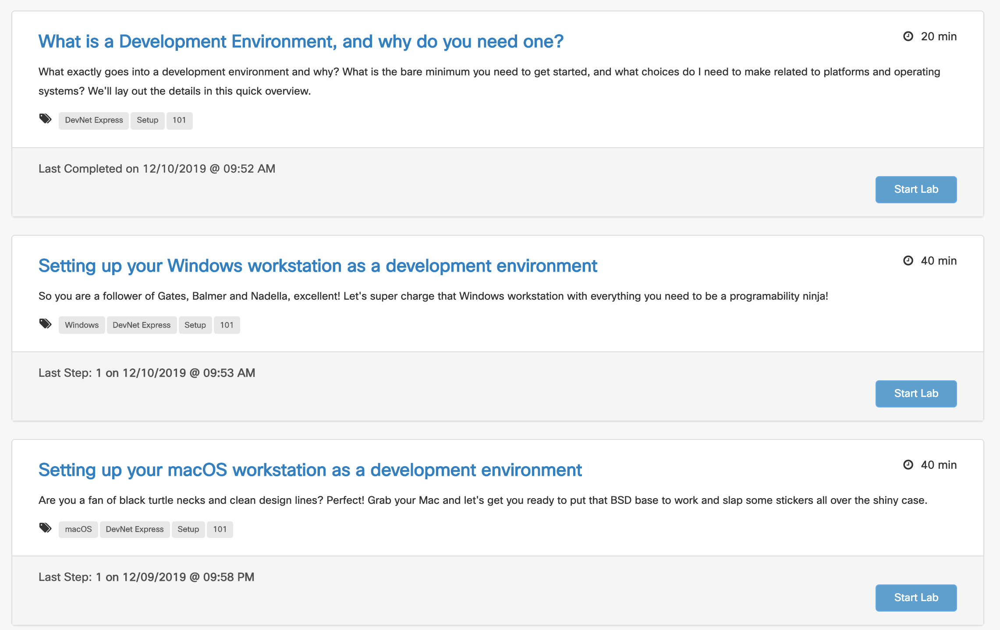 What is a Development Environment, and why do you need one?
20 min
What exactly goes into a development environment and why? What is the bare minimum you need to get started, and what choices do I need to make related to platforms and operating
systems? We'll lay out the details in this quick overview.
DevNet Express Setup 101
Last Completed on 12/10/2019 @ 09:52 AM
Start Lab
Setting up your Windows workstation as a development environment
40 min
So you are a follower of Gates, Balmer and Nadella, excellent! Let's super charge that Windows workstation with everything you need to be a programability ninja!
Windows DevNet Express Setup 101
Last Step: 1 on 12/10/2019 @ 09:53 AM
Start Lab
Setting up your macOS workstation as a development environment
40 min
Are you a fan of black turtle necks and clean design lines? Perfect! Grab your Mac and let's get you ready to put that BSD base to work and slap some stickers all over the shiny case.
macOS DevNet Express Setup 101
Last Step: 1 on 12/09/2019 @ 09:58 PM
Start Lab